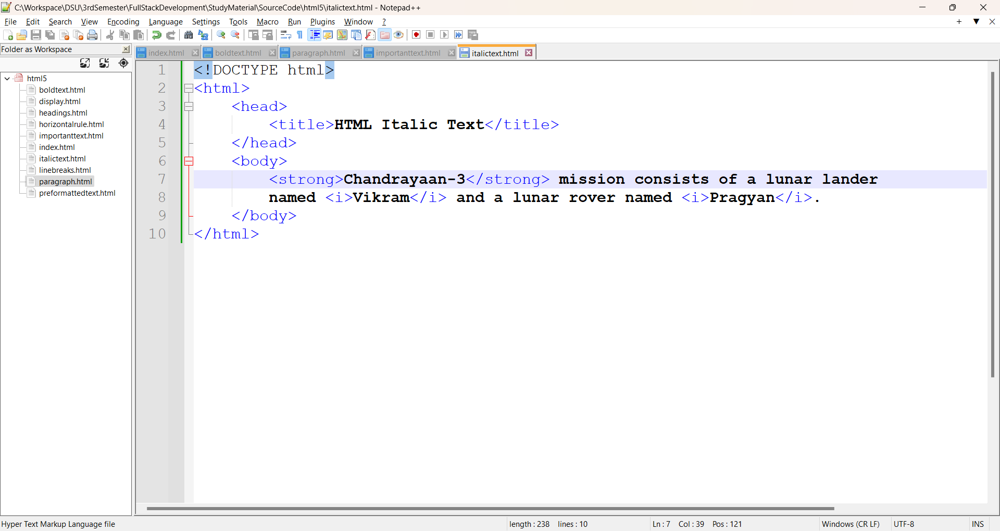 C:\Workspace\DSU\3rdSemester\FullStackDevelopment\StudyMaterial\SourceCode\html5\italictext.html - Notepad++
File Edit Search View Encoding Language Settings Tools Macro Run Plugins Window ?
Folder as Workspace
index.html boldtext.html paragraph.html importanttext.html italictext.html
html5
boldtext.html
display.html
headings.html
horizontalrule.html
importanttext.html
index.html
italictext.html
linebreaks.html
paragraph.html
preformattedtext.html
1 <!DOCTYPE html>
2 <html>
3 <head>
4 <title>HTML Italic Text</title>
5 </head>
6 <body>
7 <strong>Chandrayaan-3</strong> mission consists of a lunar lander
8 named <i>Vikram</i> and a lunar rover named <i>Pragyan</i>.
9 </body>
10 </html>
Hyper Text Markup Language file length : 238 lines : 10 Ln : 7 Col : 39 Pos : 121 Windows (CR LF) UTF-8 INS